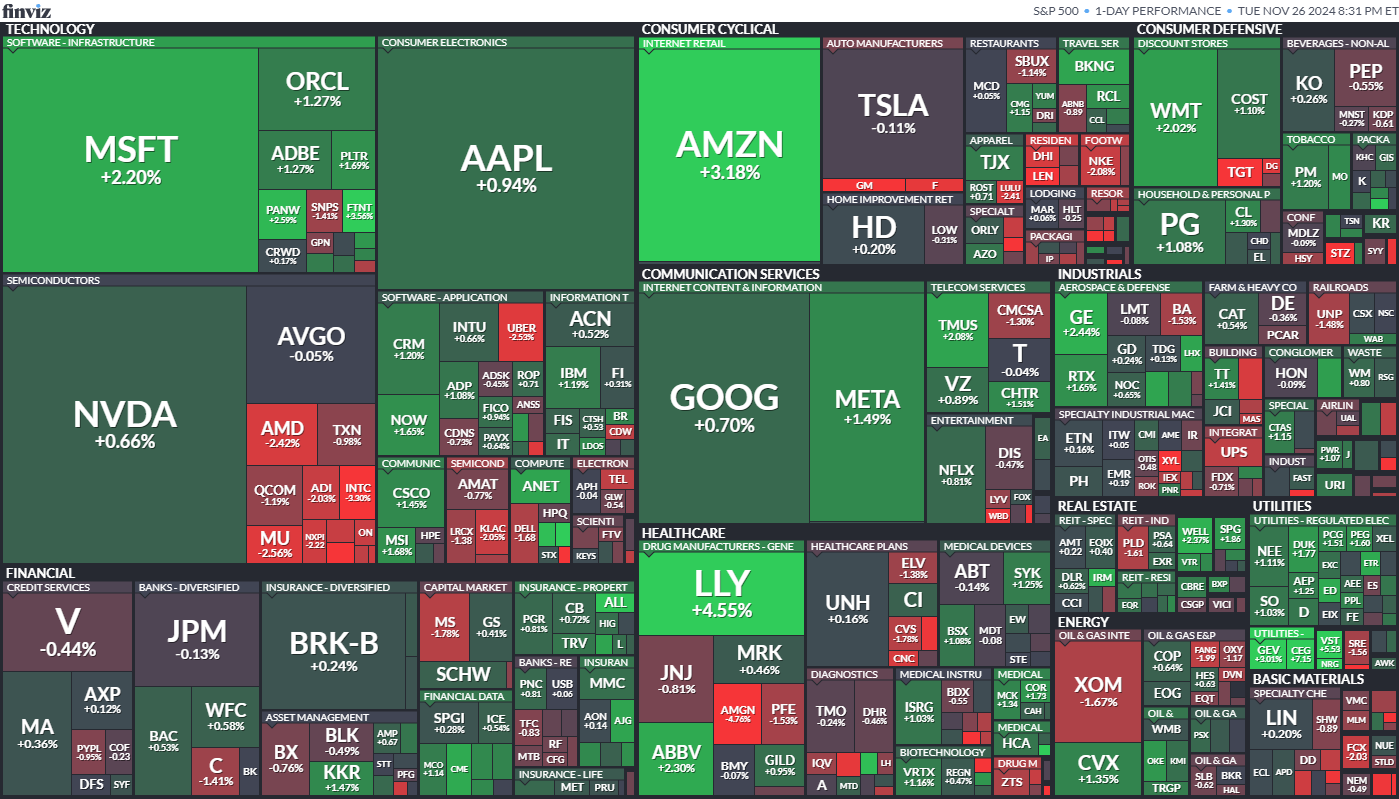 finviz
S&P 500 • 1-DAY PERFORMANCE • TUE NOV 26 2024 8:31 PM ET
TECHNOLOGY
SOFTWARE - INFRASTRUCTURE
MSFT
+2.20%
ORCL
+1.27%
ADBE
+1.27%
PLTR
+1.69%
PANW
+2.59%
SNPS
-1.41%
FTNT
+3.56%
CRWD
+0.17%
GPN
CONSUMER ELECTRONICS
AAPL
+0.94%
SEMICONDUCTORS
NVDA
+0.66%
AVGO
-0.05%
AMD
-2.42%
TXN
-0.98%
QCOM
-1.19%
ADI
-2.03%
INTC
-3.30%
MU
-2.56%
NXPI
-2.22
ON
SOFTWARE - APPLICATION
CRM
+1.20%
INTU
+0.66%
UBER
-2.53%
NOW
+1.65%
ADP
+1.08%
ADSK
-0.45%
ROP
+0.71
FICO
+0.94%
ANSS
CDNS
-0.73%
PAYX
+0.64%
INFORMATION T
ACN
+0.52%
IBM
+1.19%
FI
+0.31%
FIS
CTSH
+0.53
BR
IT
LDOS
CDW
COMMUNIC
CSCO
+1.45%
MSI
+1.68%
HPE
SEMICOND
AMAT
-0.77%
LRCX
-1.38
KLAC
-2.05%
COMPUTE
ANET
DELL
-1.68
HPQ
STX
ELECTRON
APH
-0.04
TEL
GLW
-0.54
SCIENTI
FTV
KEYS
CONSUMER CYCLICAL
INTERNET RETAIL
AMZN
+3.18%
AUTO MANUFACTURERS
TSLA
-0.11%
GM
F
HOME IMPROVEMENT RET
HD
+0.20%
LOW
-0.31%
RESTAURANTS
MCD
+0.05%
SBUX
-1.14%
CMG
+1.15
YUM
DRI
TRAVEL SER
BKNG
ABNB
-0.89
RCL
CCL
APPAREL
TJX
ROST
+0.71
LULU
-2.41
RESIDEN
DHI
LEN
FOOTW
NKE
-2.08%
LODGING
MAR
+0.06%
HLT
-0.25
RESOR
SPECIALT
ORLY
AZO
PACKAGI
IP
CONSUMER DEFENSIVE
DISCOUNT STORES
WMT
+2.02%
COST
+1.10%
TGT
DG
BEVERAGES - NON-AL
KO
+0.26%
PEP
-0.55%
MNST
-0.27%
KDP
-0.61
TOBACCO
PM
+1.20%
MO
PACKA
KHC
GIS
K
HOUSEHOLD & PERSONAL P
PG
+1.08%
CL
+1.30%
CHD
EL
CONF
MDLZ
-0.09%
HSY
TSN
KR
STZ
SYY
COMMUNICATION SERVICES
INTERNET CONTENT & INFORMATION
GOOG
+0.70%
META
+1.49%
TELECOM SERVICES
TMUS
+2.08%
CMCSA
-1.30%
T
-0.04%
VZ
+0.89%
CHTR
+1.51%
ENTERTAINMENT
NFLX
+0.81%
DIS
-0.47%
EA
LYV
FOX
WBD
INDUSTRIALS
AEROSPACE & DEFENSE
GE
+2.44%
LMT
-0.08%
BA
-1.53%
RTX
+1.65%
GD
+0.24%
TDG
+0.13%
LHX
NOC
+0.65%
FARM & HEAVY CO
CAT
+0.54%
DE
-0.36%
PCAR
RAILROADS
UNP
-1.48%
CSX
NSC
WAB
BUILDING
TT
+1.41%
JCI
MAS
CONGLOMER
HON
-0.09%
WASTE
WM
+0.80
RSG
SPECIALTY INDUSTRIAL MAC
ETN
+0.16%
ITW
+0.05
CMI
AME
IR
PH
EMR
+0.19
OTIS
-0.48
XYL
IEX
ROK
PNR
INTEGRAT
UPS
FDX
-0.71%
SPECIAL
CTAS
+1.15
AIRLIN
UAL
INDUST
FAST
PWR
+1.07
J
URI
HEALTHCARE
DRUG MANUFACTURERS - GENE
LLY
+4.55%
JNJ
-0.81%
MRK
+0.46%
AMGN
-4.76%
PFE
-1.53%
ABBV
+2.30%
BMY
-0.07%
GILD
+0.95%
HEALTHCARE PLANS
UNH
+0.16%
ELV
-1.38%
CI
CVS
-1.78%
CNC
MEDICAL DEVICES
ABT
-0.14%
SYK
+1.25%
BSX
+1.08%
MDT
-0.08
EW
STE
DIAGNOSTICS
TMO
-0.24%
DHR
-0.46%
IQV
LH
A
MTD
MEDICAL INSTRU
ISRG
+1.03%
BDX
-0.55
MEDICAL
MCK
+1.34
COR
+1.73
CAH
MEDICAL
HCA
BIOTECHNOLOGY
VRTX
+1.16%
REGN
+0.47%
DRUG M
ZTS
REAL ESTATE
REIT - SPEC
AMT
+0.22
EQIX
+0.40
DLR
+0.62%
IRM
CCI
REIT - IND
PLD
-1.61
PSA
+0.64
EXR
WELL
+2.37%
VTR
SPG
+1.86
REIT - RESI
EQR
CBRE
BXP
CSGP
VICI
UTILITIES
UTILITIES - REGULATED ELEC
NEE
+1.11%
DUK
+1.77
PCG
+1.51
PEG
+1.69
XEL
EXC
ETR
SO
+1.03%
AEP
+1.25
ED
AEE
ES
PPL
D
EIX
FE
UTILITIES -
GEV
+3.01%
CEG
+7.15
VST
+5.53
NRG
SRE
-1.56
AWK
ENERGY
OIL & GAS INTE
XOM
-1.67%
CVX
+1.35%
OIL & GAS E&P
COP
+0.64%
FANG
-1.99
OXY
-1.17
EOG
HES
+0.63
DVN
EQT
OIL &
WMB
OKE
KMI
TRGP
OIL & GA
PSX
OIL & GA
SLB
-0.62
BKR
HAL
BASIC MATERIALS
SPECIALTY CHE
LIN
+0.20%
SHW
-0.89
ECL
APD
DD
VMC
MLM
FCX
-2.03
NUE
STLD
NEM
-0.49
FINANCIAL
CREDIT SERVICES
V
-0.44%
MA
+0.36%
AXP
+0.12%
PYPL
-0.95%
COF
-0.23
DFS
SYF
BANKS - DIVERSIFIED
JPM
-0.13%
BAC
+0.53%
WFC
+0.58%
C
-1.41%
BK
INSURANCE - DIVERSIFIED
BRK-B
+0.24%
ASSET MANAGEMENT
BX
-0.76%
BLK
-0.49%
AMP
+0.67
KKR
+1.47%
STT
PFG
CAPITAL MARKET
MS
-1.78%
GS
+0.41%
SCHW
FINANCIAL DATA
SPGI
+0.28%
ICE
+0.54%
MCO
+1.14
CME
INSURANCE - PROPERT
PGR
+0.81%
CB
+0.72%
ALL
HIG
TRV
L
BANKS - RE
PNC
+0.81
USB
+0.06
TFC
-0.83
RF
MTB
CFG
INSURAN
MMC
AON
+0.14
AJG
INSURANCE - LIFE
MET
PRU